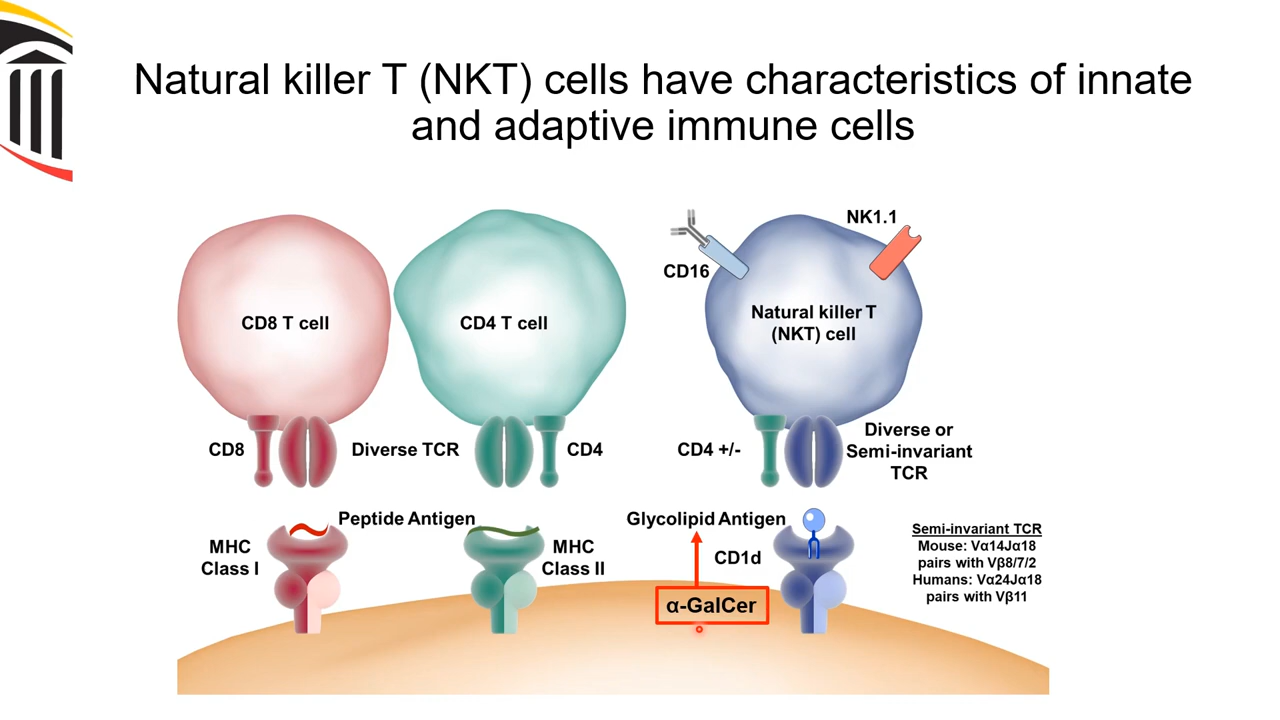 Natural killer T (NKT) cells have characteristics of innate
and adaptive immune cells
CD8 T cell
CD4 T cell
CD16
NK1.1
Natural killer T
(NKT) cell
CD8
Diverse TCR
CD4
CD4 +/-
Diverse or
Semi-invariant
TCR
Peptide Antigen
MHC
Class I
MHC
Class II
Glycolipid Antigen
CD1d
α-GalCer
Semi-invariant TCR
Mouse: Vα14Jα18
pairs with Vβ8/7/2
Humans: Vα24Jα18
pairs with Vβ11